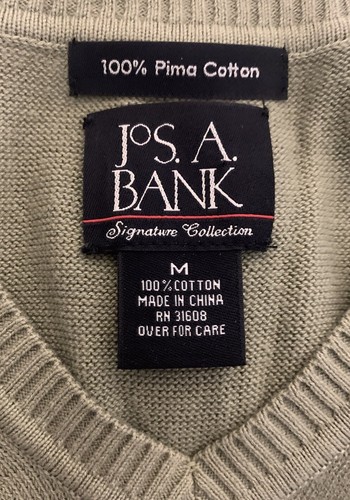 100% Pima Cotton
JOS. A.
BANK
Signature Collection
M
100% COTTON
MADE IN CHINA
RN 31608
OVER FOR CARE